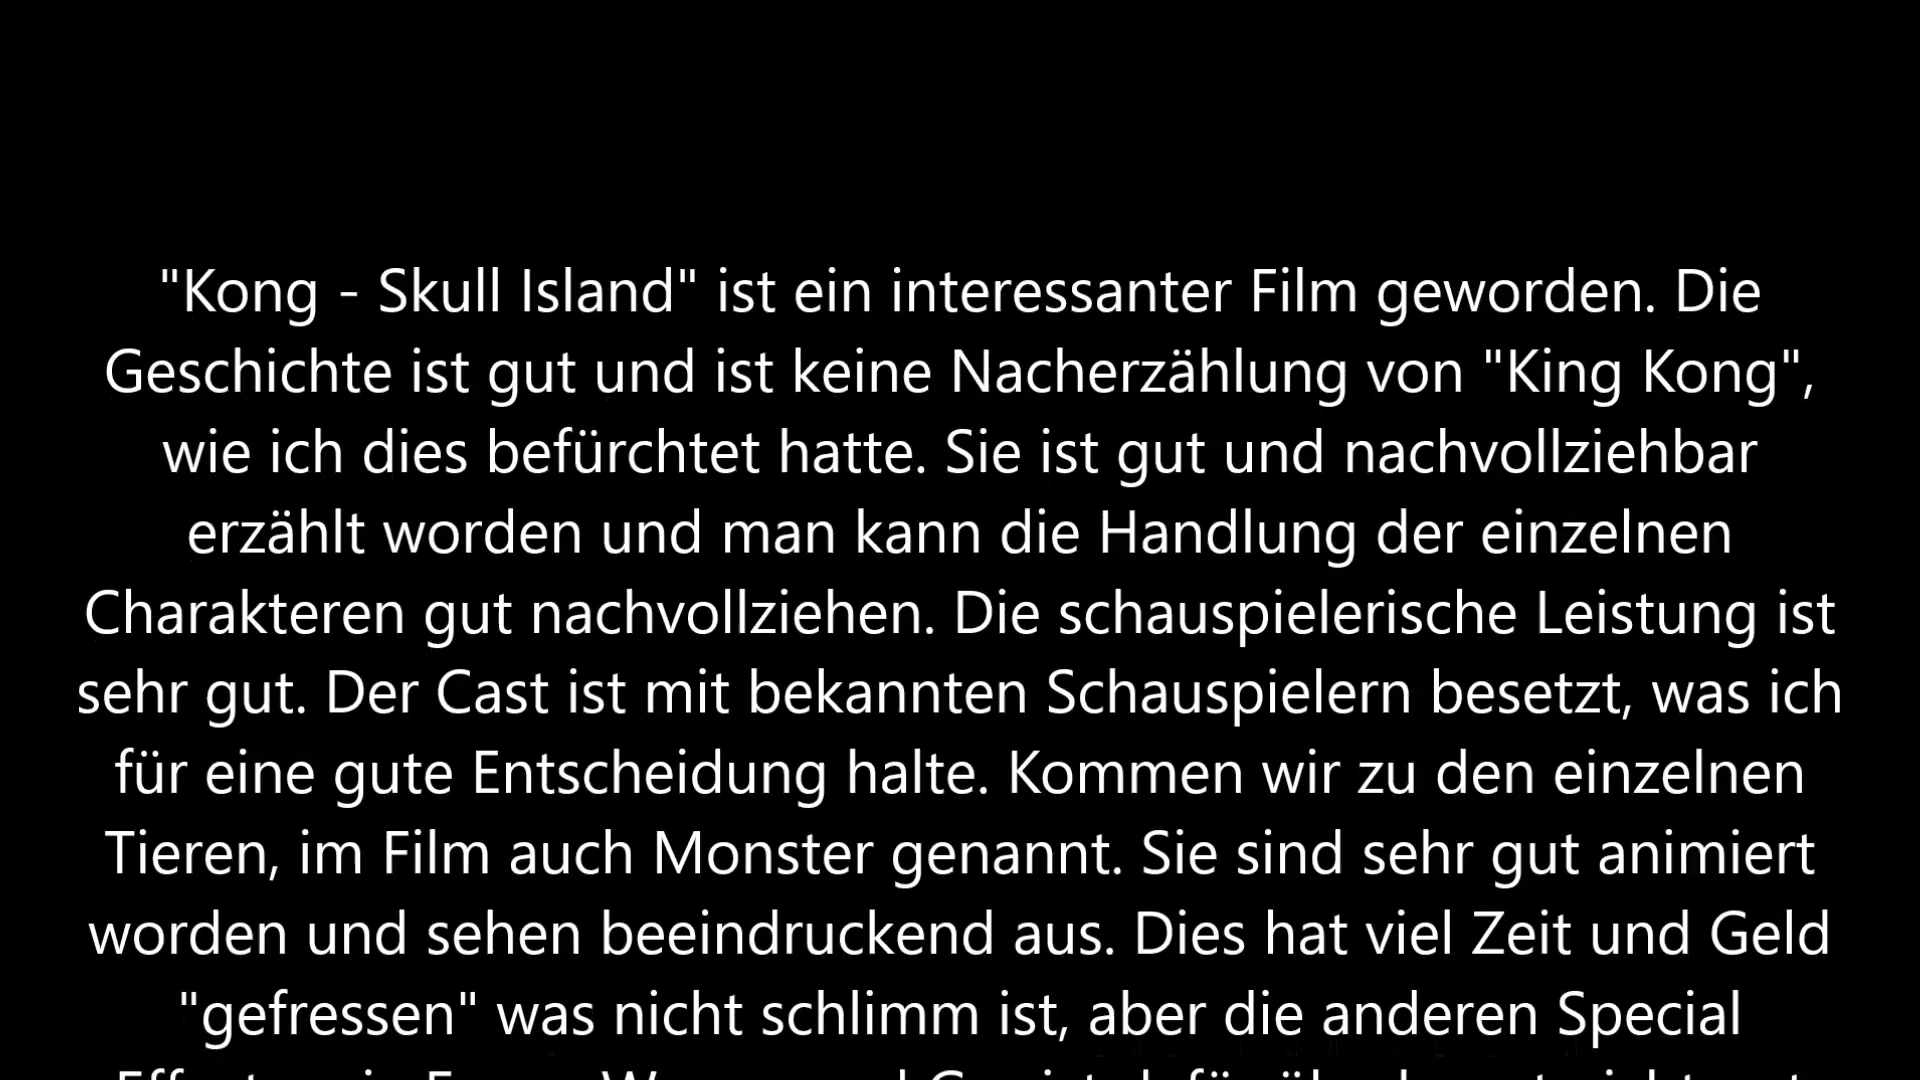 "Kong - Skull Island" ist ein interessanter Film geworden. Die
Geschichte ist gut und ist keine Nacherzählung von "King Kong",
wie ich dies befürchtet hatte. Sie ist gut und nachvollziehbar
erzählt worden und man kann die Handlung der einzelnen
Charakteren gut nachvollziehen. Die schauspielerische Leistung ist
sehr gut. Der Cast ist mit bekannten Schauspielern besetzt, was ich
für eine gute Entscheidung halte. Kommen wir zu den einzelnen
Tieren, im Film auch Monster genannt. Sie sind sehr gut animiert
worden und sehen beeindruckend aus. Dies hat viel Zeit und Geld
"gefressen" was nicht schlimm ist, aber die anderen Special